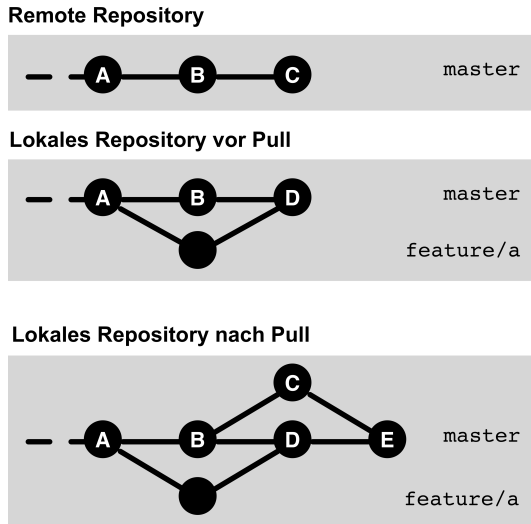 Remote Repository
A B C master
Lokales Repository vor Pull
A B D master
feature/a
Lokales Repository nach Pull
C
A B D E master
feature/a